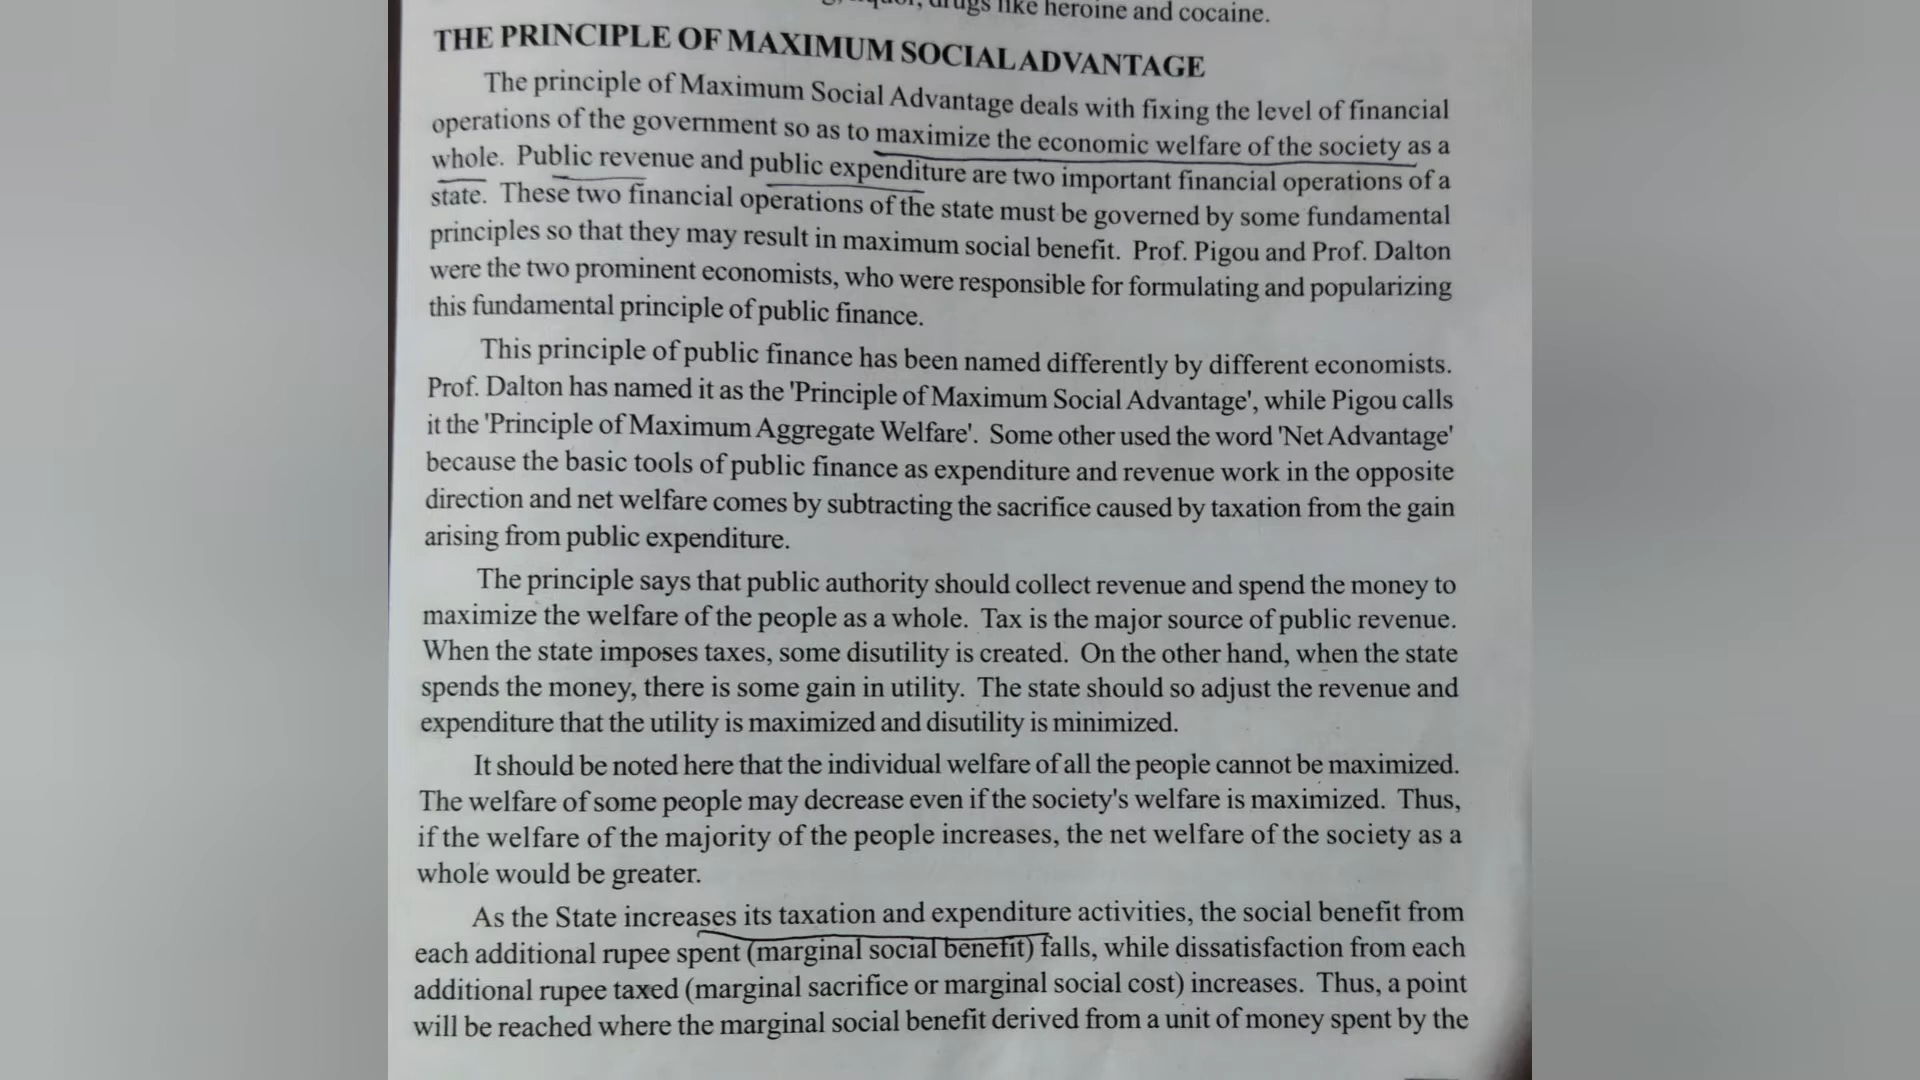 drugs like heroine and cocaine.
THE PRINCIPLE OF MAXIMUM SOCIAL ADVANTAGE
The principle of Maximum Social Advantage deals with fixing the level of financial
operations of the government so as to maximize the economic welfare of the society as a
whole. Public revenue and public expenditure are two important financial operations of a
state. These two financial operations of the state must be governed by some fundamental
principles so that they may result in maximum social benefit. Prof. Pigou and Prof. Dalton
were the two prominent economists, who were responsible for formulating and popularizing
this fundamental principle of public finance.
This principle of public finance has been named differently by different economists.
Prof. Dalton has named it as the 'Principle of Maximum Social Advantage', while Pigou calls
it the 'Principle of Maximum Aggregate Welfare'. Some other used the word 'Net Advantage'
because the basic tools of public finance as expenditure and revenue work in the opposite
direction and net welfare comes by subtracting the sacrifice caused by taxation from the gain
arising from public expenditure.
The principle says that public authority should collect revenue and spend the money to
maximize the welfare of the people as a whole. Tax is the major source of public revenue.
When the state imposes taxes, some disutility is created. On the other hand, when the state
spends the money, there is some gain in utility. The state should so adjust the revenue and
expenditure that the utility is maximized and disutility is minimized.
It should be noted here that the individual welfare of all the people cannot be maximized.
The welfare of some people may decrease even if the society's welfare is maximized. Thus,
if the welfare of the majority of the people increases, the net welfare of the society as a
whole would be greater.
As the State increases its taxation and expenditure activities, the social benefit from
each additional rupee spent (marginal social benefit) falls, while dissatisfaction from each
additional rupee taxed (marginal sacrifice or marginal social cost) increases. Thus, a point
will be reached where the marginal social benefit derived from a unit of money spent by the